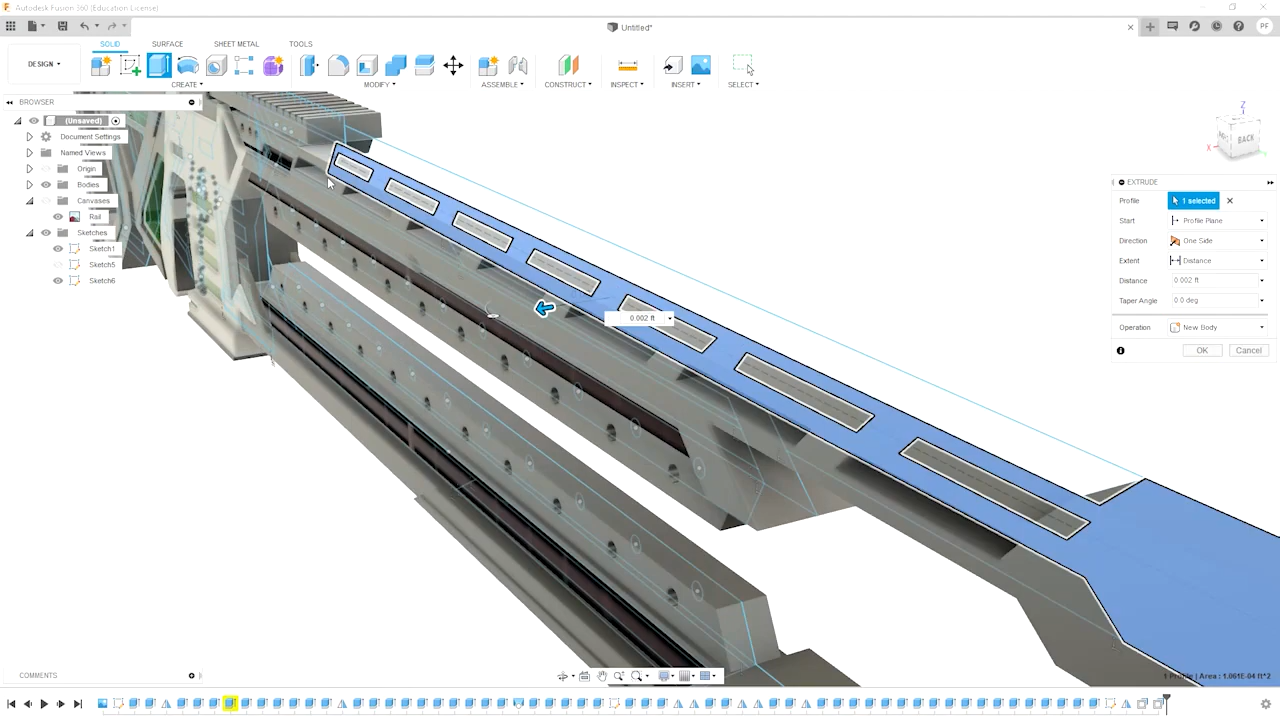 Autodesk Fusion 360 (Education License)
Untitled*
PF
SOLID SURFACE SHEET METAL TOOLS
DESIGN
CREATE MODIFY ASSEMBLE CONSTRUCT INSPECT INSERT SELECT
BROWSER
(Unsaved)
Document Settings
Named Views
Origin
Bodies
Canvases
Rail
Sketches
Sketch1
Sketch5
Sketch6
Z
X
BACK
EXTRUDE
Profile 1 selected
Start Profile Plane
Direction One Side
Extent Distance
Distance 0.002 ft
Taper Angle 0.0 deg
Operation New Body
OK Cancel
0.002 ft
COMMENTS
1 Profile | Area : 1.061E-04 ft^2